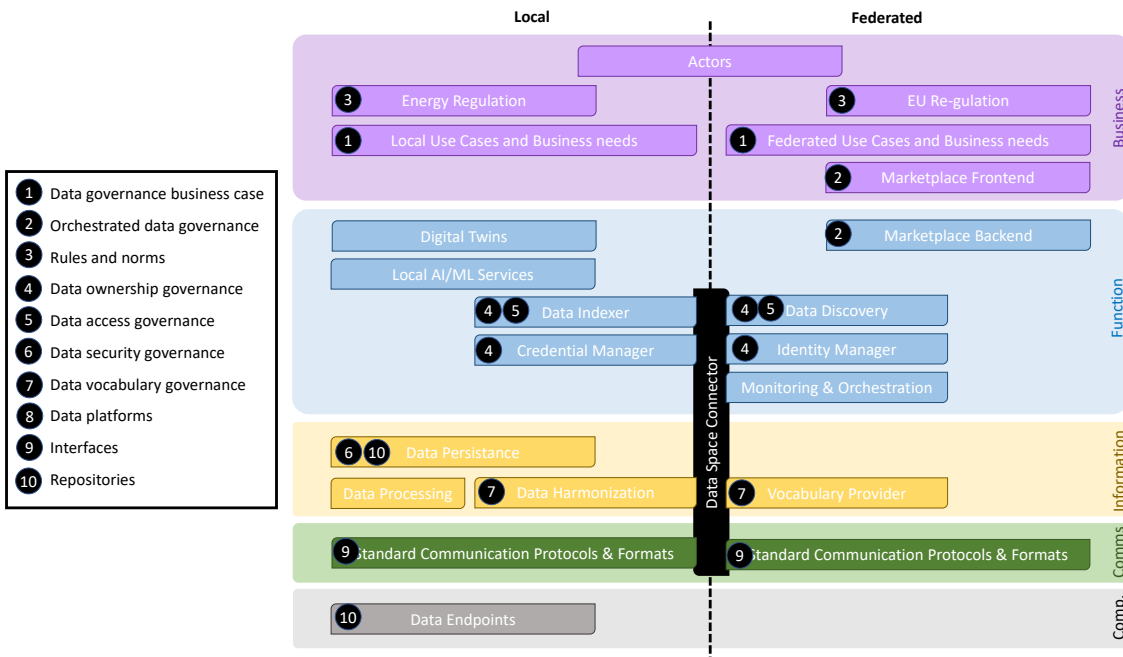 Local
Federated
Actors
3 Energy Regulation
3 EU Re-gulation
1 Local Use Cases and Business needs
1 Federated Use Cases and Business needs
2 Marketplace Frontend
Business
1 Data governance business case
2 Orchestrated data governance
3 Rules and norms
4 Data ownership governance
5 Data access governance
6 Data security governance
7 Data vocabulary governance
8 Data platforms
9 Interfaces
10 Repositories
Digital Twins
2 Marketplace Backend
Local AI/ML Services
4 5 Data Indexer
4 5 Data Discovery
4 Credential Manager
4 Identity Manager
Monitoring & Orchestration
Function
Data Space Connector
6 10 Data Persistance
Data Processing
7 Data Harmonization
7 Vocabulary Provider
Information
9 Standard Communication Protocols & Formats
9 Standard Communication Protocols & Formats
Comms
10 Data Endpoints
Comp.